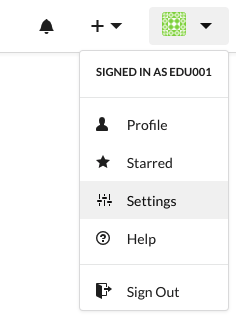 SIGNED IN AS EDU001
Profile
Starred
Settings
Help
Sign Out